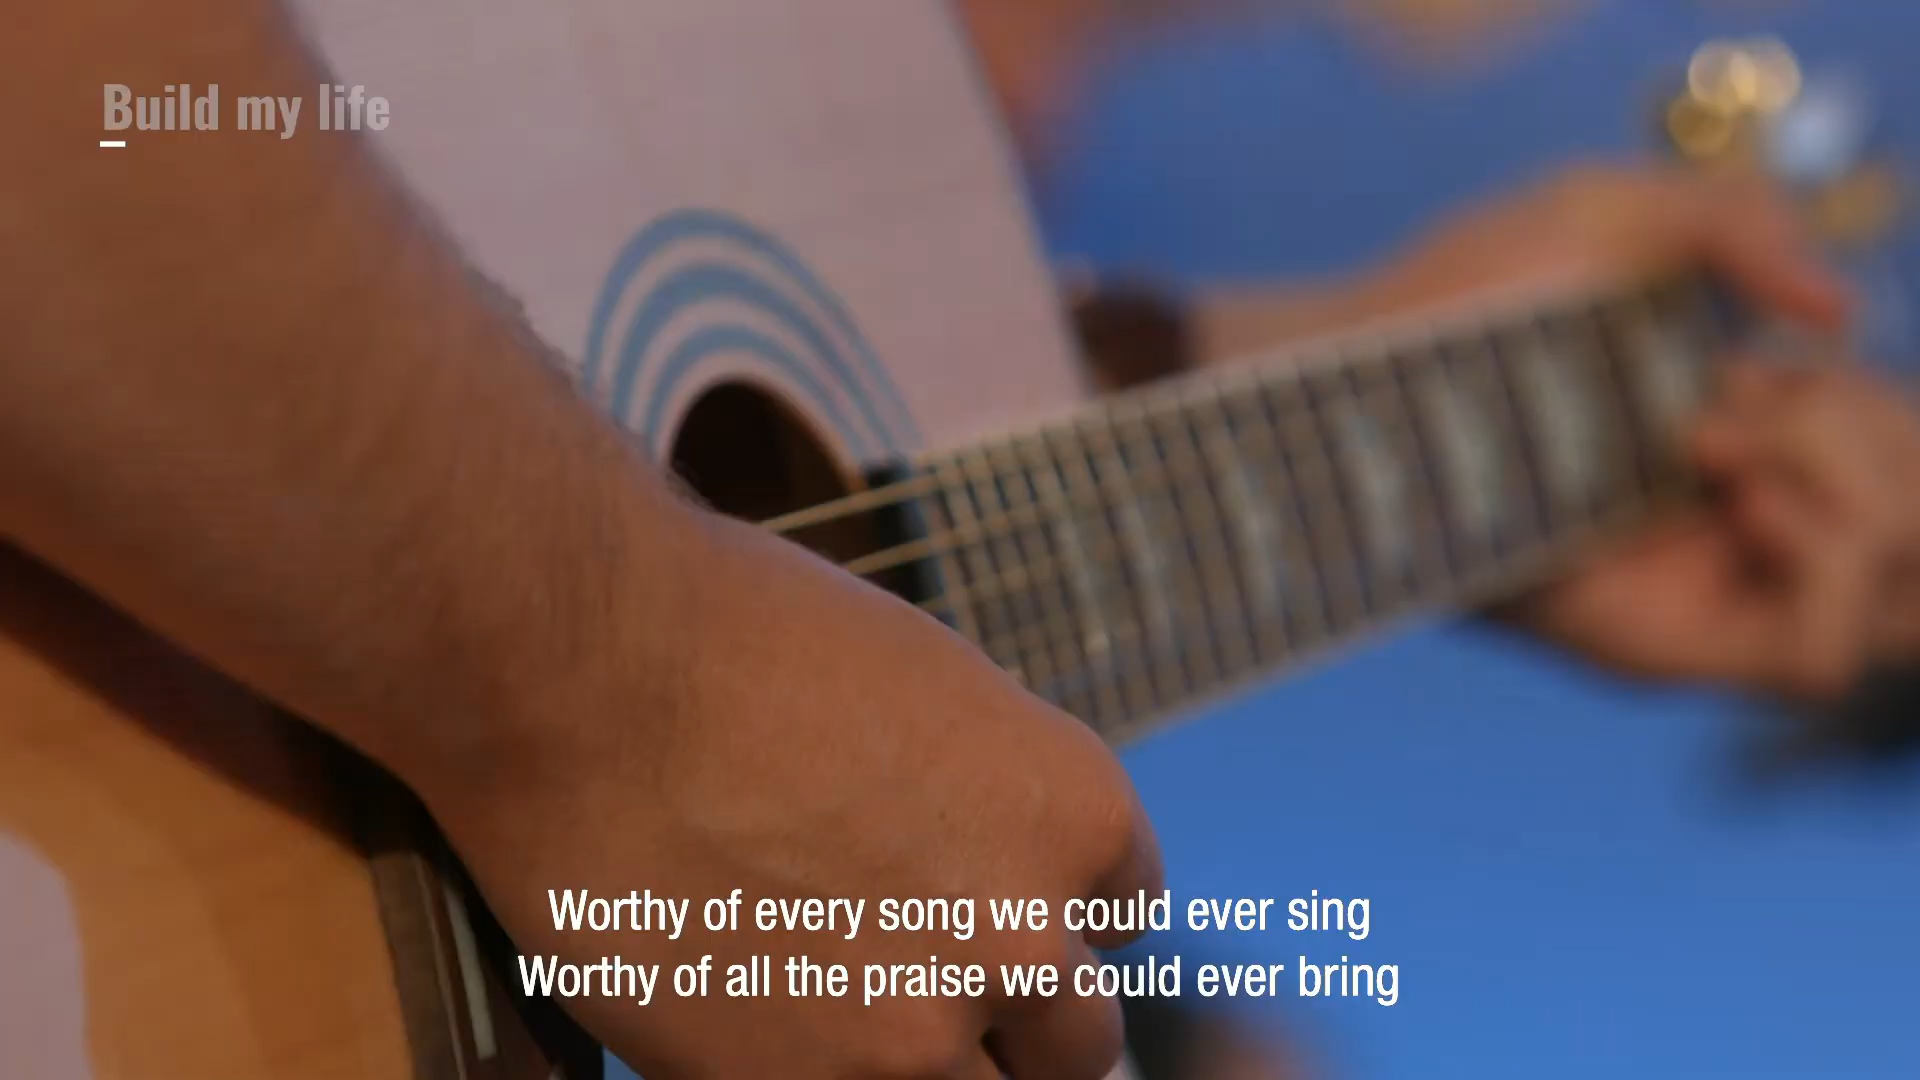 Build my life
Worthy of every song we could ever sing
Worthy of all the praise we could ever bring